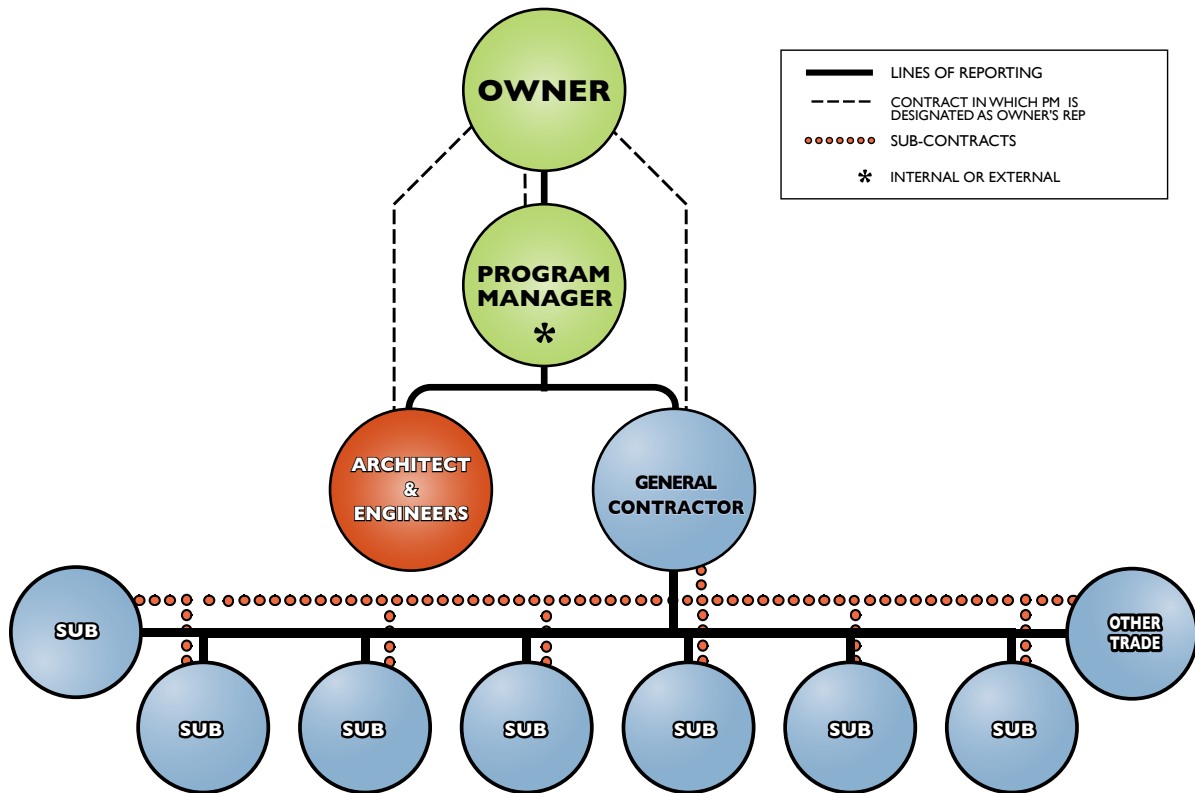 OWNER
LINES OF REPORTING
CONTRACT IN WHICH PM IS
DESIGNATED AS OWNER'S REP
SUB-CONTRACTS
* INTERNAL OR EXTERNAL
PROGRAM
MANAGER
*
ARCHITECT
&
ENGINEERS
GENERAL
CONTRACTOR
SUB
OTHER
TRADE
SUB
SUB
SUB
SUB
SUB
SUB